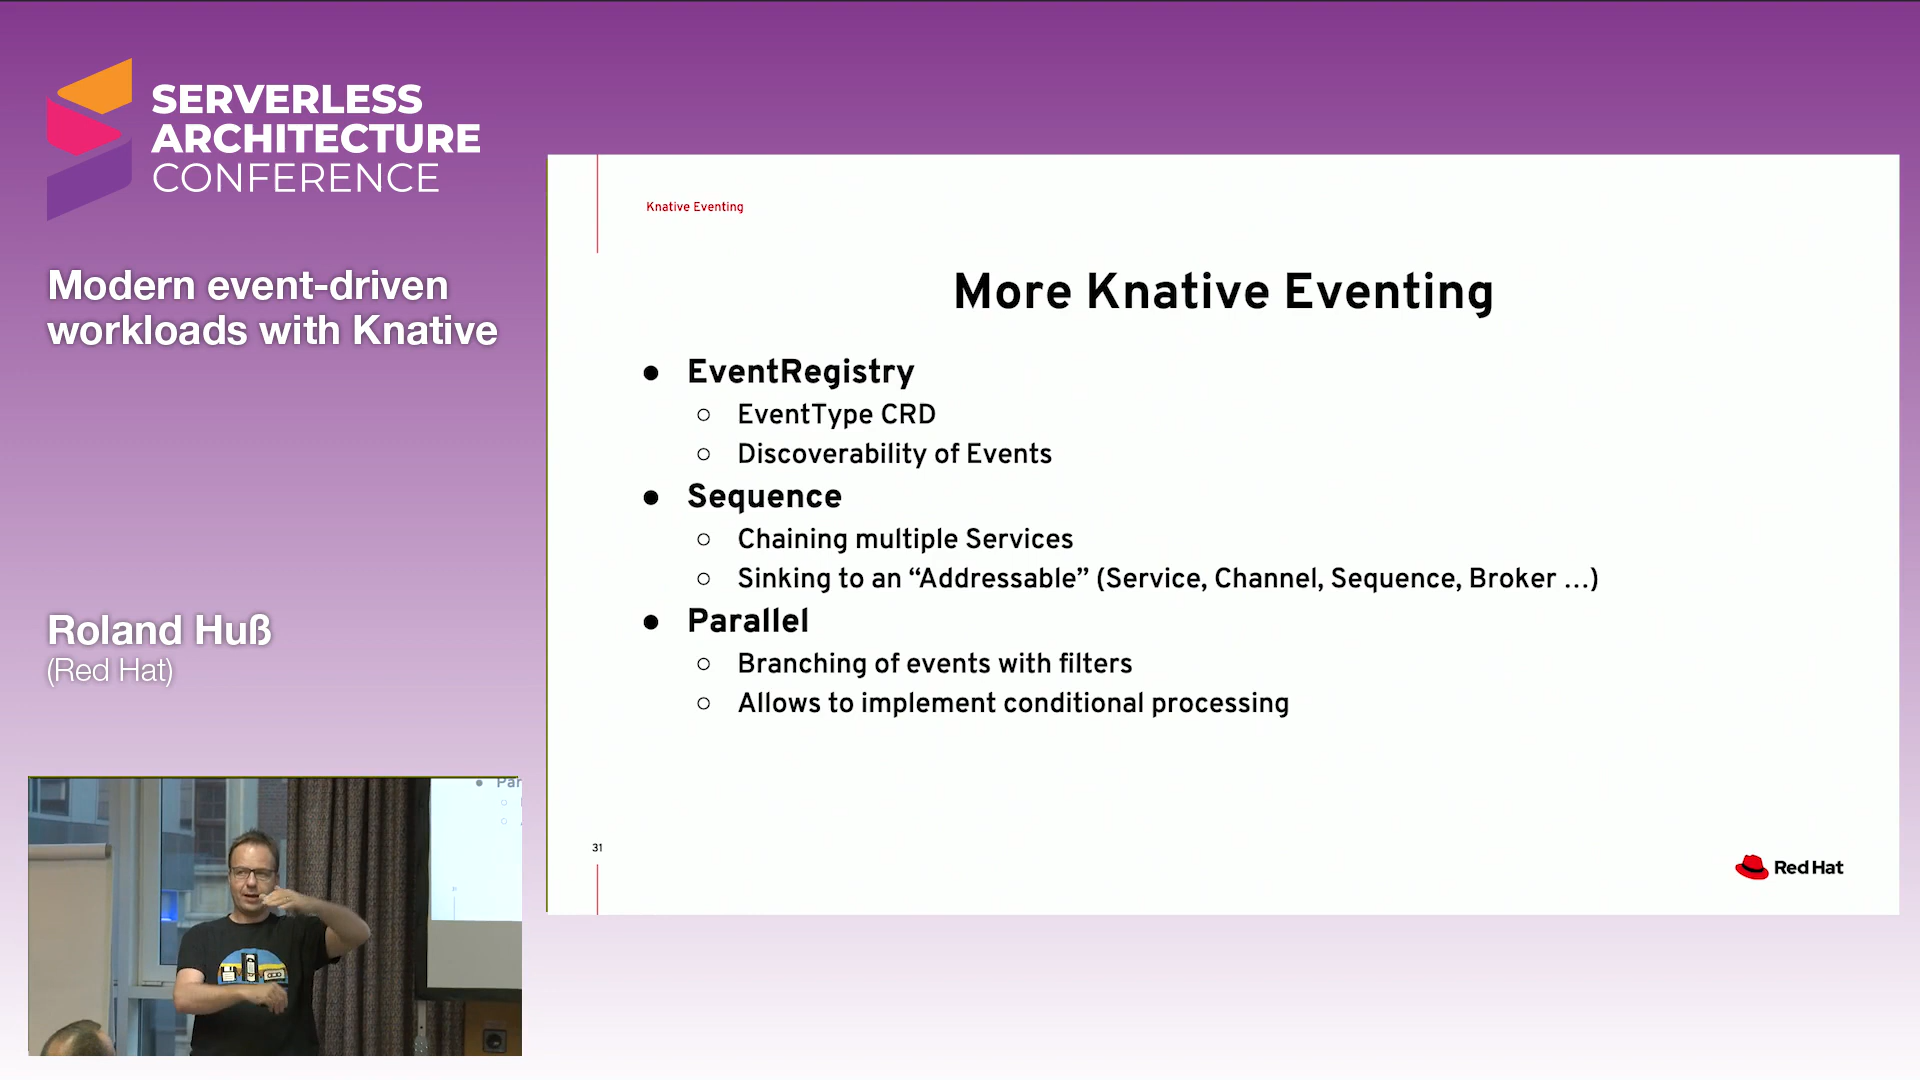 SERVERLESS
ARCHITECTURE
CONFERENCE
Modern event-driven
workloads with Knative
Roland Huß
(Red Hat)
Knative Eventing
More Knative Eventing
● EventRegistry
○ EventType CRD
○ Discoverability of Events
● Sequence
○ Chaining multiple Services
○ Sinking to an “Addressable” (Service, Channel, Sequence, Broker ...)
● Parallel
○ Branching of events with filters
○ Allows to implement conditional processing
31
Red Hat
● Par